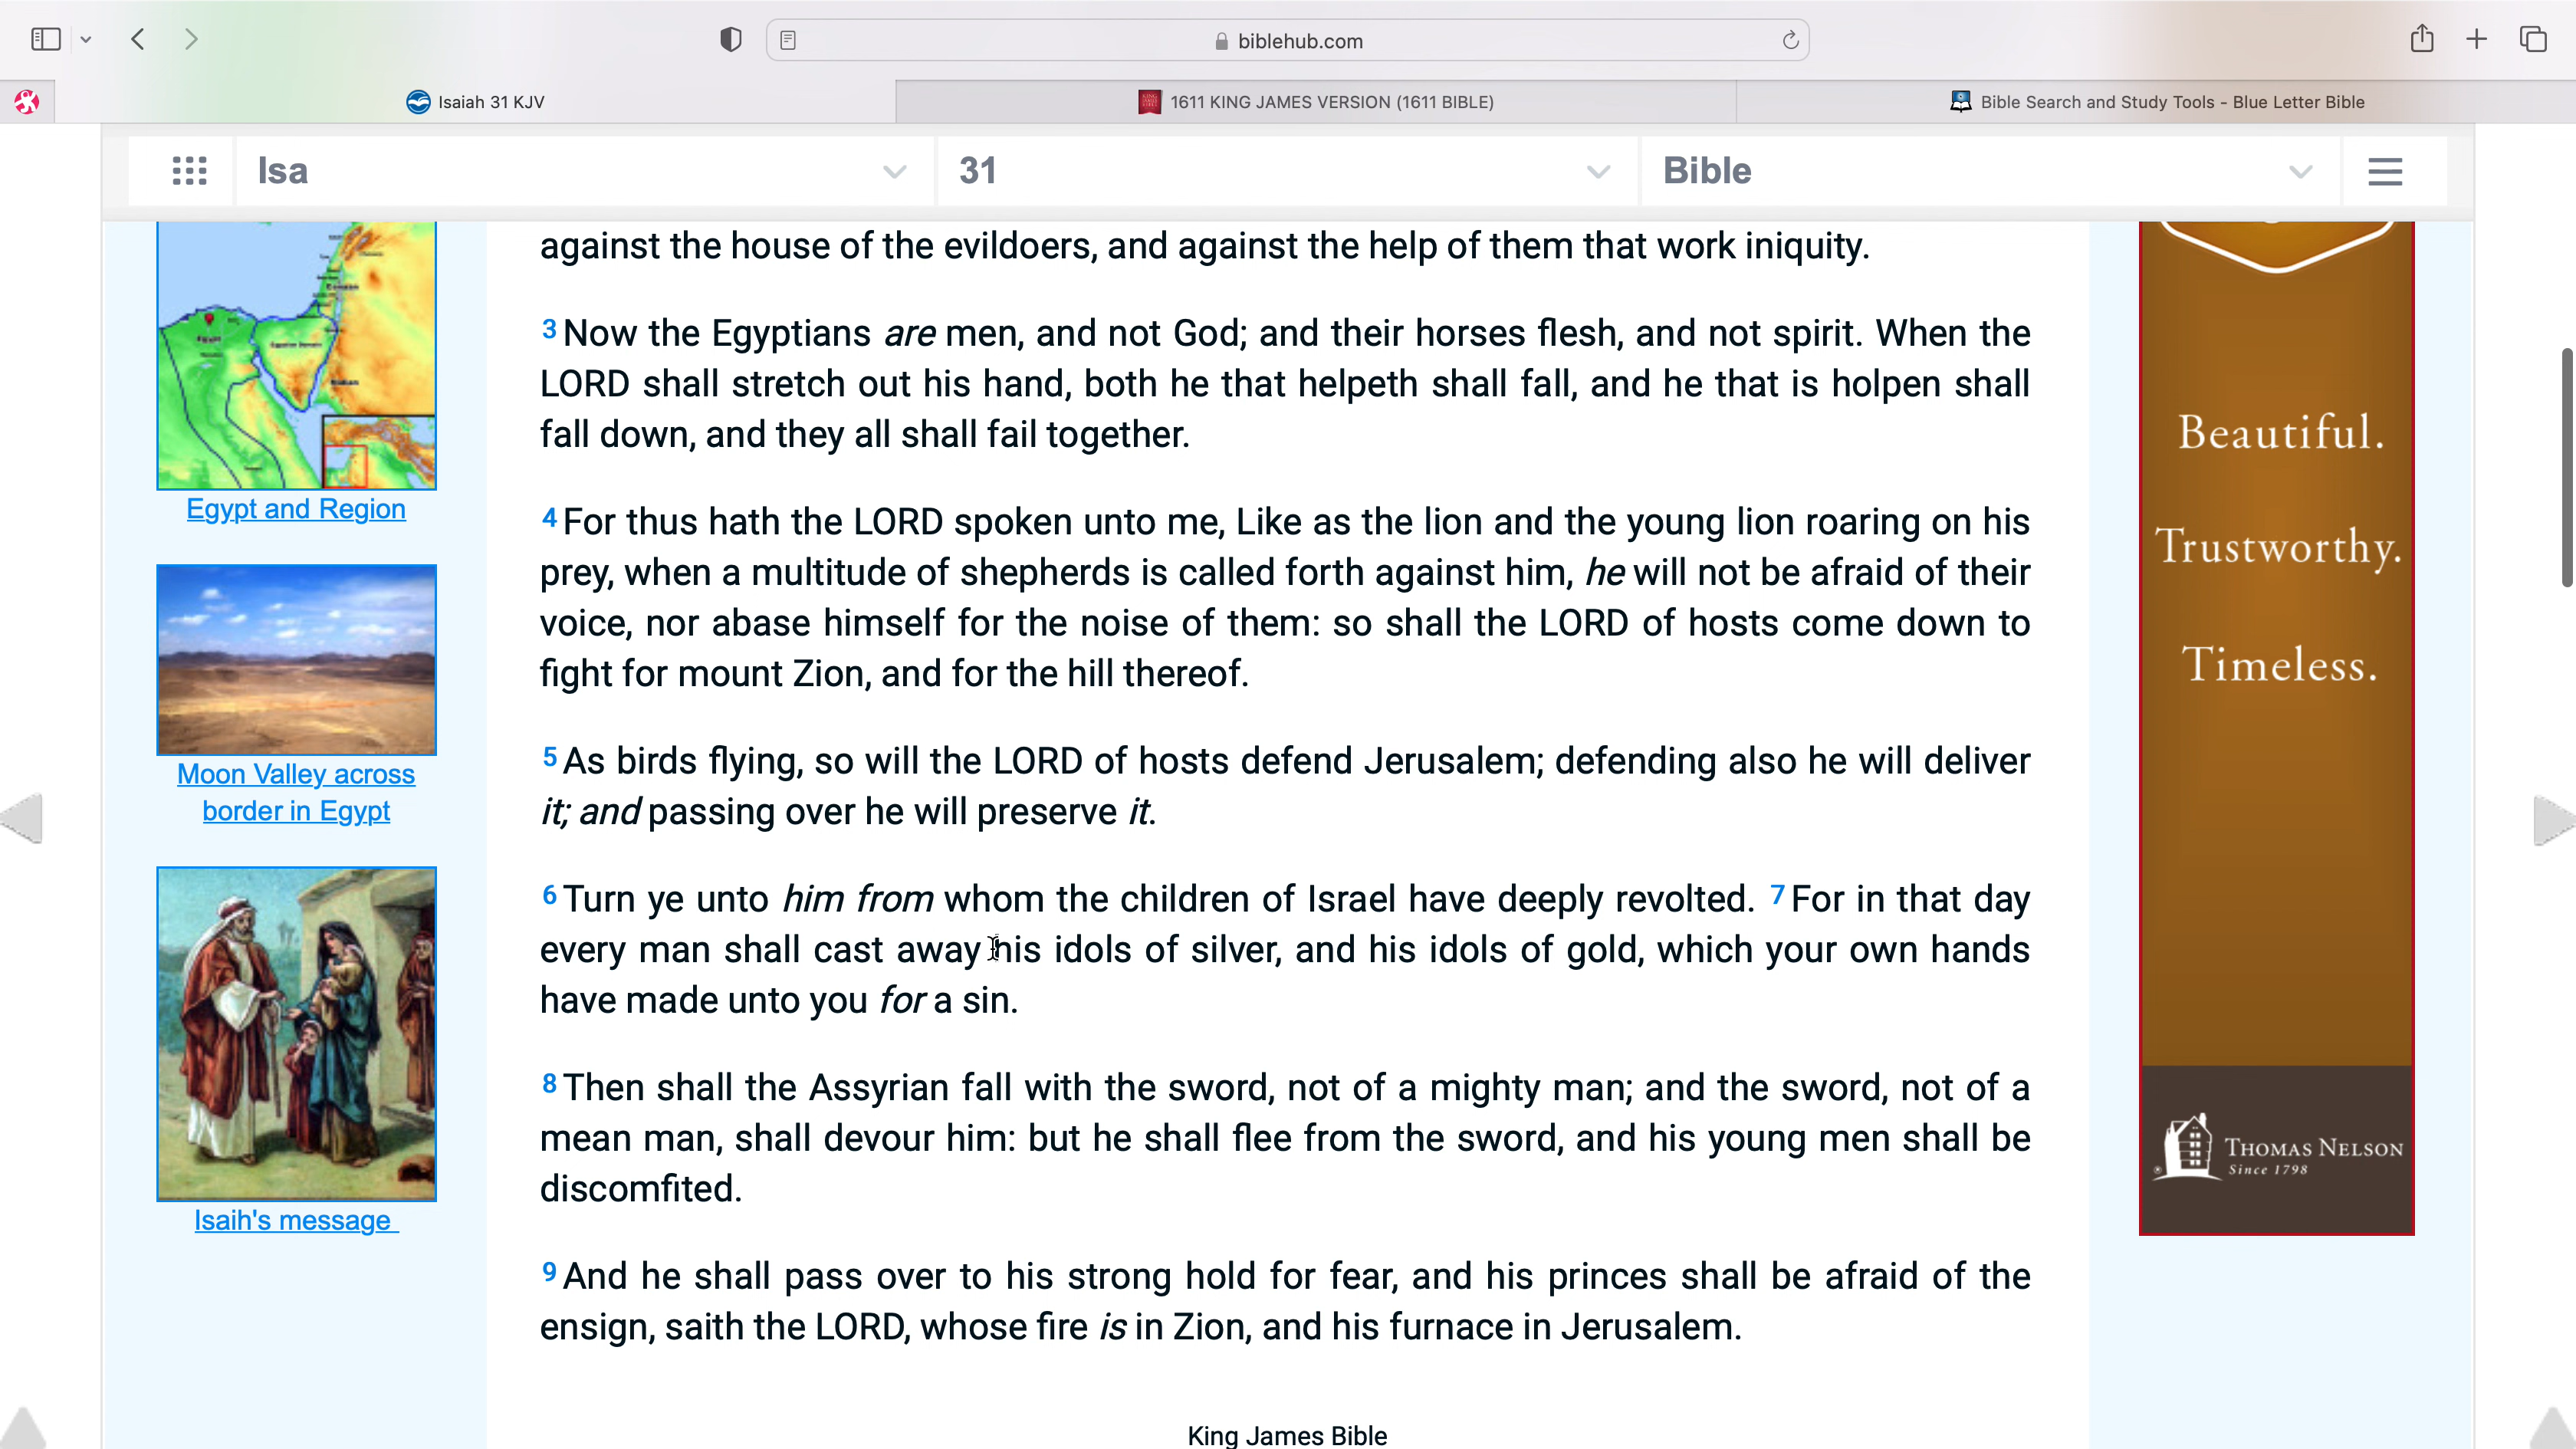 biblehub.com
Isaiah 31 KJV
1611 KING JAMES VERSION (1611 BIBLE)
Bible Search and Study Tools - Blue Letter Bible
Isa
31
Bible
against the house of the evildoers, and against the help of them that work iniquity.
3 Now the Egyptians are men, and not God; and their horses flesh, and not spirit. When the
LORD shall stretch out his hand, both he that helpeth shall fall, and he that is holpen shall
fall down, and they all shall fail together.
4 For thus hath the LORD spoken unto me, Like as the lion and the young lion roaring on his
prey, when a multitude of shepherds is called forth against him, he will not be afraid of their
voice, nor abase himself for the noise of them: so shall the LORD of hosts come down to
fight for mount Zion, and for the hill thereof.
5 As birds flying, so will the LORD of hosts defend Jerusalem; defending also he will deliver
it; and passing over he will preserve it.
6 Turn ye unto him from whom the children of Israel have deeply revolted. 7 For in that day
every man shall cast away his idols of silver, and his idols of gold, which your own hands
have made unto you for a sin.
8 Then shall the Assyrian fall with the sword, not of a mighty man; and the sword, not of a
mean man, shall devour him: but he shall flee from the sword, and his young men shall be
discomfited.
9 And he shall pass over to his strong hold for fear, and his princes shall be afraid of the
ensign, saith the LORD, whose fire is in Zion, and his furnace in Jerusalem.
King James Bible
Egypt and Region
Moon Valley across
border in Egypt
Isaih's message
Beautiful.
Trustworthy.
Timeless.
THOMAS NELSON
Since 1798